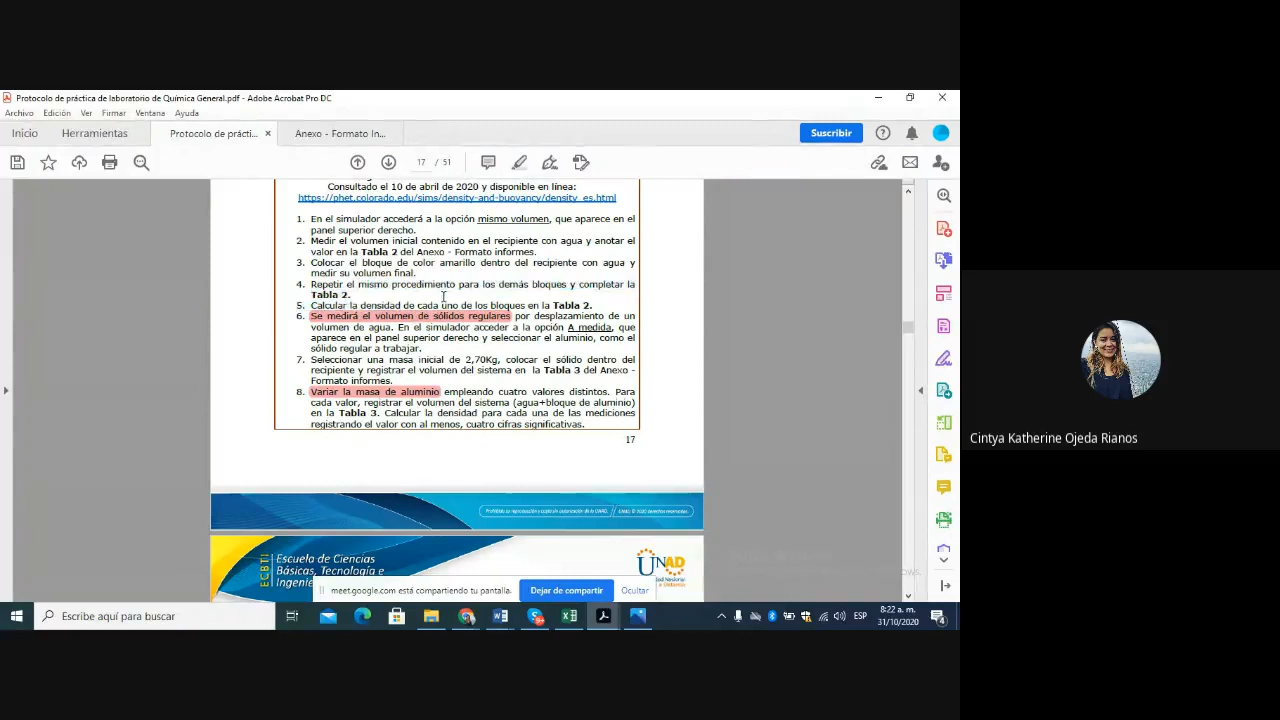 Protocolo de práctica de laboratorio de Química General.pdf - Adobe Acrobat Pro DC
Archivo Edición Ver Firmar Ventana Ayuda
Inicio Herramientas Protocolo de prácti... × Anexo - Formato In... Suscribir
17 / 51
Consultado el 10 de abril de 2020 y disponible en línea:
https://phet.colorado.edu/sims/density-and-buoyancy/density_es.html
1. En el simulador accederá a la opción mismo volumen, que aparece en el
panel superior derecho.
2. Medir el volumen inicial contenido en el recipiente con agua y anotar el
valor en la Tabla 2 del Anexo - Formato informes.
3. Colocar el bloque de color amarillo dentro del recipiente con agua y
medir su volumen final.
4. Repetir el mismo procedimiento para los demás bloques y completar la
Tabla 2.
5. Calcular la densidad de cada uno de los bloques en la Tabla 2.
6. Se medirá el volumen de sólidos regulares por desplazamiento de un
volumen de agua. En el simulador acceder a la opción A medida, que
aparece en el panel superior derecho y seleccionar el aluminio, como el
sólido regular a trabajar.
7. Seleccionar una masa inicial de 2,70Kg, colocar el sólido dentro del
recipiente y registrar el volumen del sistema en la Tabla 3 del Anexo -
Formato informes.
8. Variar la masa de aluminio empleando cuatro valores distintos. Para
cada valor, registrar el volumen del sistema (agua+bloque de aluminio)
en la Tabla 3. Calcular la densidad para cada una de las mediciones
registrando el valor con al menos, cuatro cifras significativas.
17
ECBTI
Escuela de Ciencias
Básicas, Tecnología e
UNAD
meet.google.com está compartiendo tu pantalla. Dejar de compartir Ocultar
Escribe aquí para buscar
ESP
8:22 a. m.
31/10/2020
4
Cintya Katherine Ojeda Rianos